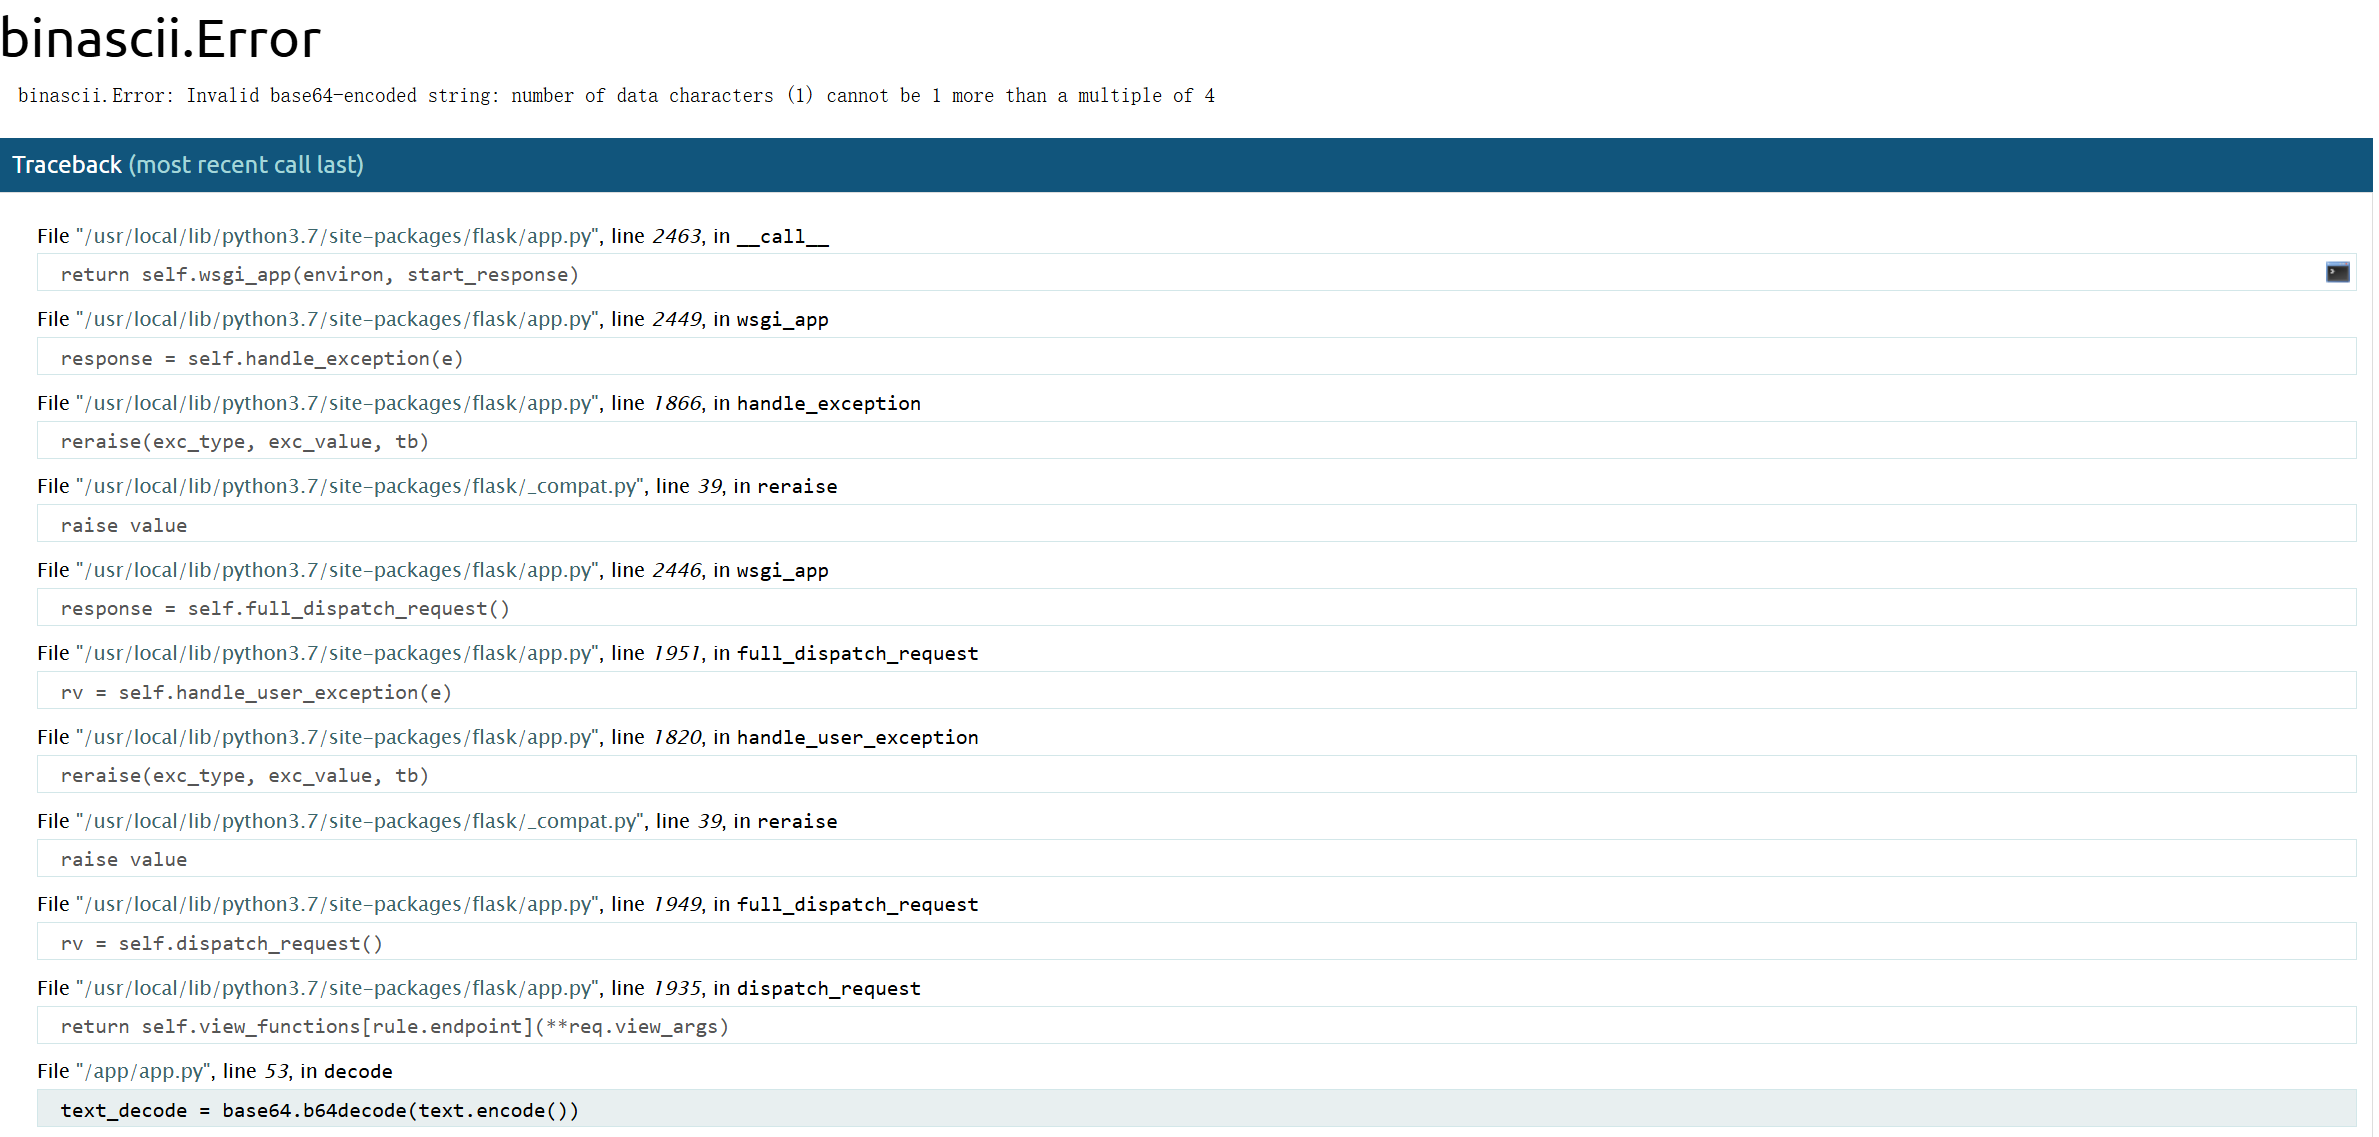 binascii.Error
binascii.Error: Invalid base64-encoded string: number of data characters (1) cannot be 1 more than a multiple of 4
Traceback (most recent call last)
File "/usr/local/lib/python3.7/site-packages/flask/app.py", line 2463, in __call__
return self.wsgi_app(environ, start_response)
File "/usr/local/lib/python3.7/site-packages/flask/app.py", line 2449, in wsgi_app
response = self.handle_exception(e)
File "/usr/local/lib/python3.7/site-packages/flask/app.py", line 1866, in handle_exception
reraise(exc_type, exc_value, tb)
File "/usr/local/lib/python3.7/site-packages/flask/_compat.py", line 39, in reraise
raise value
File "/usr/local/lib/python3.7/site-packages/flask/app.py", line 2446, in wsgi_app
response = self.full_dispatch_request()
File "/usr/local/lib/python3.7/site-packages/flask/app.py", line 1951, in full_dispatch_request
rv = self.handle_user_exception(e)
File "/usr/local/lib/python3.7/site-packages/flask/app.py", line 1820, in handle_user_exception
reraise(exc_type, exc_value, tb)
File "/usr/local/lib/python3.7/site-packages/flask/_compat.py", line 39, in reraise
raise value
File "/usr/local/lib/python3.7/site-packages/flask/app.py", line 1949, in full_dispatch_request
rv = self.dispatch_request()
File "/usr/local/lib/python3.7/site-packages/flask/app.py", line 1935, in dispatch_request
return self.view_functions[rule.endpoint](**req.view_args)
File "/app/app.py", line 53, in decode
text_decode = base64.b64decode(text.encode())